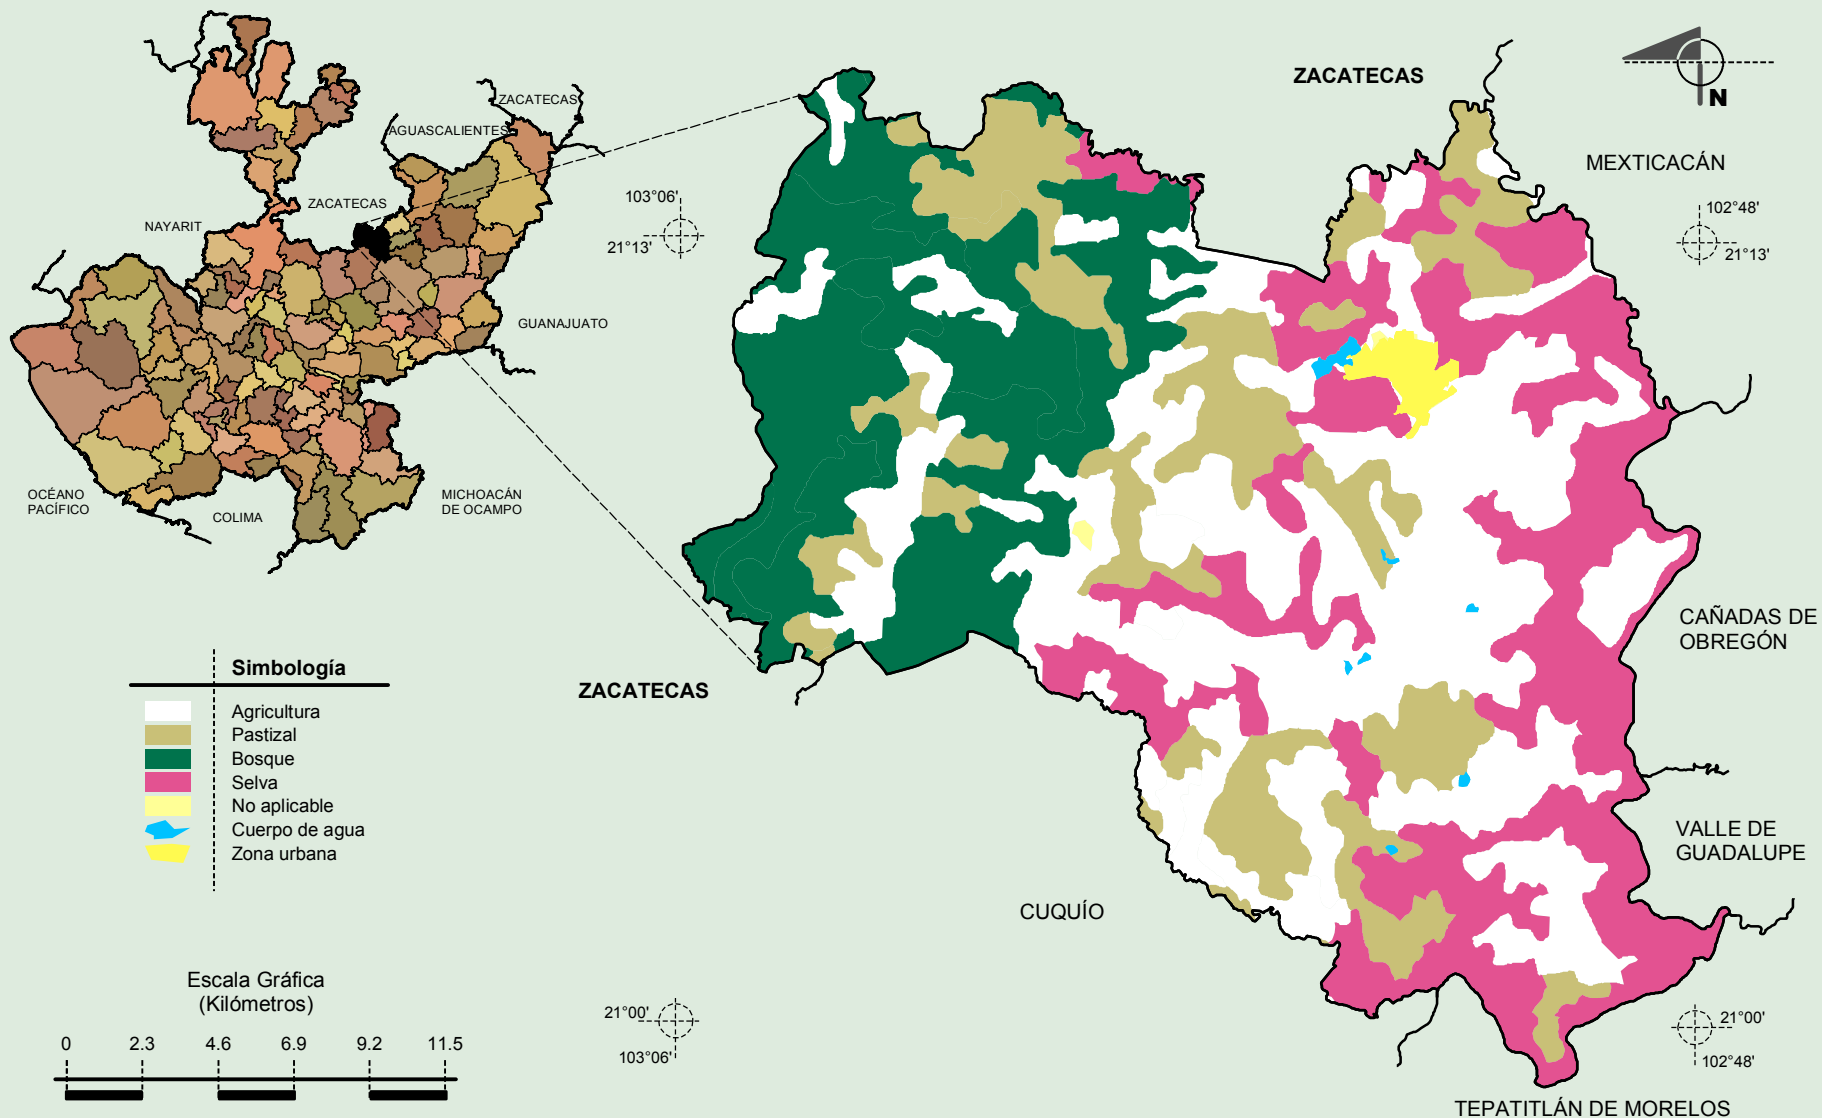 ZACATECAS
AGUASCALIENTES
ZACATECAS
NAYARIT
GUANAJUATO
OCÉANO
PACÍFICO
COLIMA
MICHOACÁN
DE OCAMPO
ZACATECAS
N
MEXTICACÁN
103°06'
21°13'
102°48'
21°13'
ZACATECAS
CAÑADAS DE
OBREGÓN
VALLE DE
GUADALUPE
CUQUÍO
21°00'
103°06'
21°00'
102°48'
TEPATITLÁN DE MORELOS
Simbología
Agricultura
Pastizal
Bosque
Selva
No aplicable
Cuerpo de agua
Zona urbana
Escala Gráfica
(Kilómetros)
0 2.3 4.6 6.9 9.2 11.5